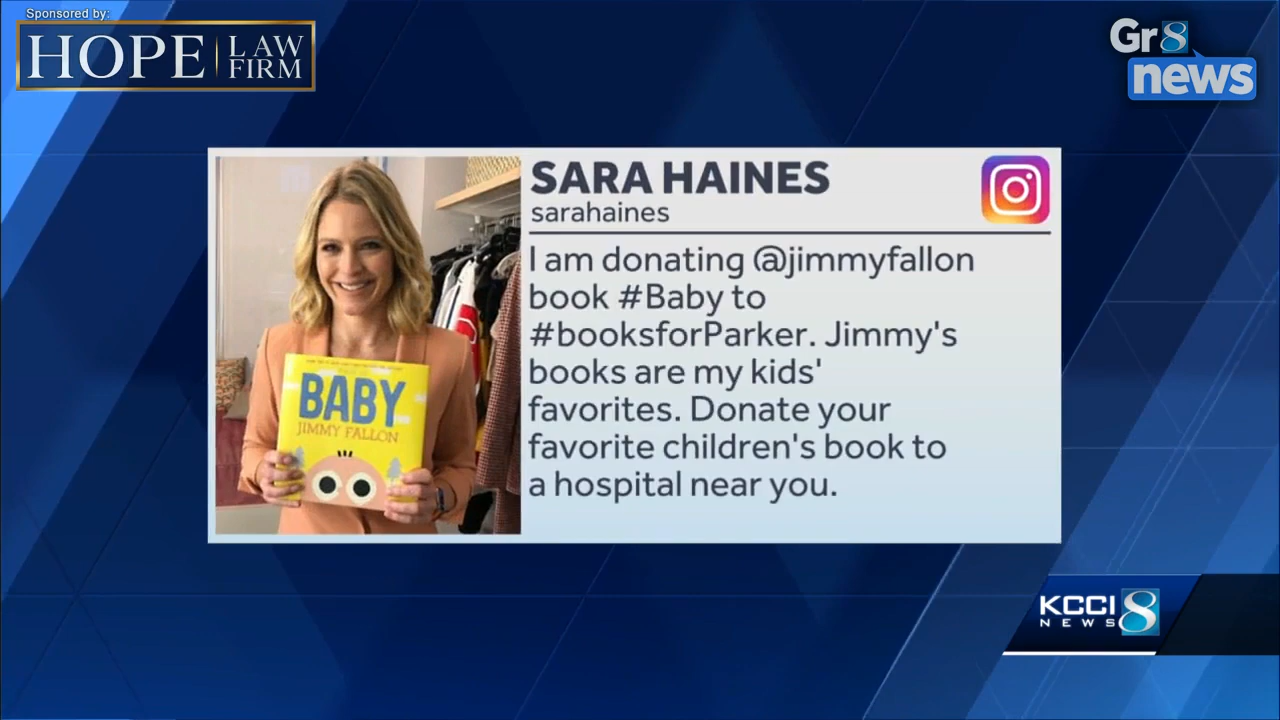 Sponsored by:
HOPE LAW FIRM
Gr8
news
SARA HAINES
sarahaines
I am donating @jimmyfallon
book #Baby to
#booksforParker. Jimmy's
books are my kids'
favorites. Donate your
favorite children's book to
a hospital near you.
BABY
JIMMY FALLON
KCCI 8
NEWS